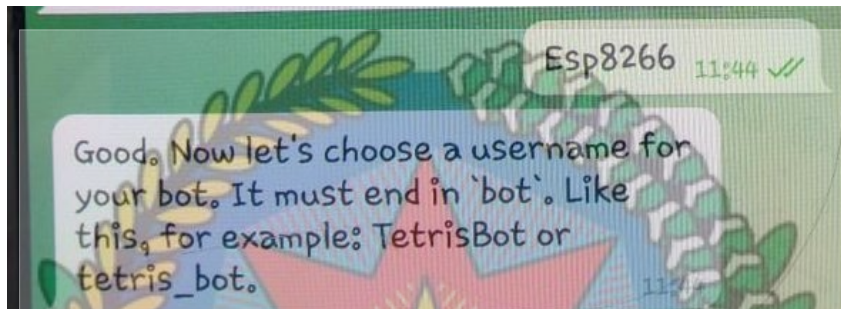 Esp8266 11:44
Good. Now let's choose a username for
your bot. It must end in `bot`. Like
this, for example: TetrisBot or
tetris_bot.